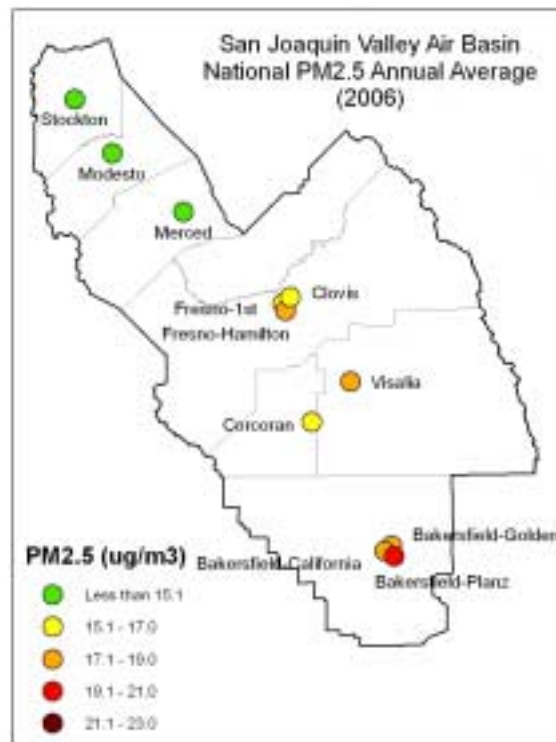 San Joaquin Valley Air Basin
National PM2.5 Annual Average
(2006)
Stockton
Modesto
Merced
Clovis
Fresno-1st
Fresno-Hamilton
Visalia
Corcoran
Bakersfield-Golden
Bakersfield-California
Bakersfield-Planz
PM2.5 (ug/m3)
Less than 15.1
15.1 - 17.0
17.1 - 19.0
19.1 - 21.0
21.1 - 23.0